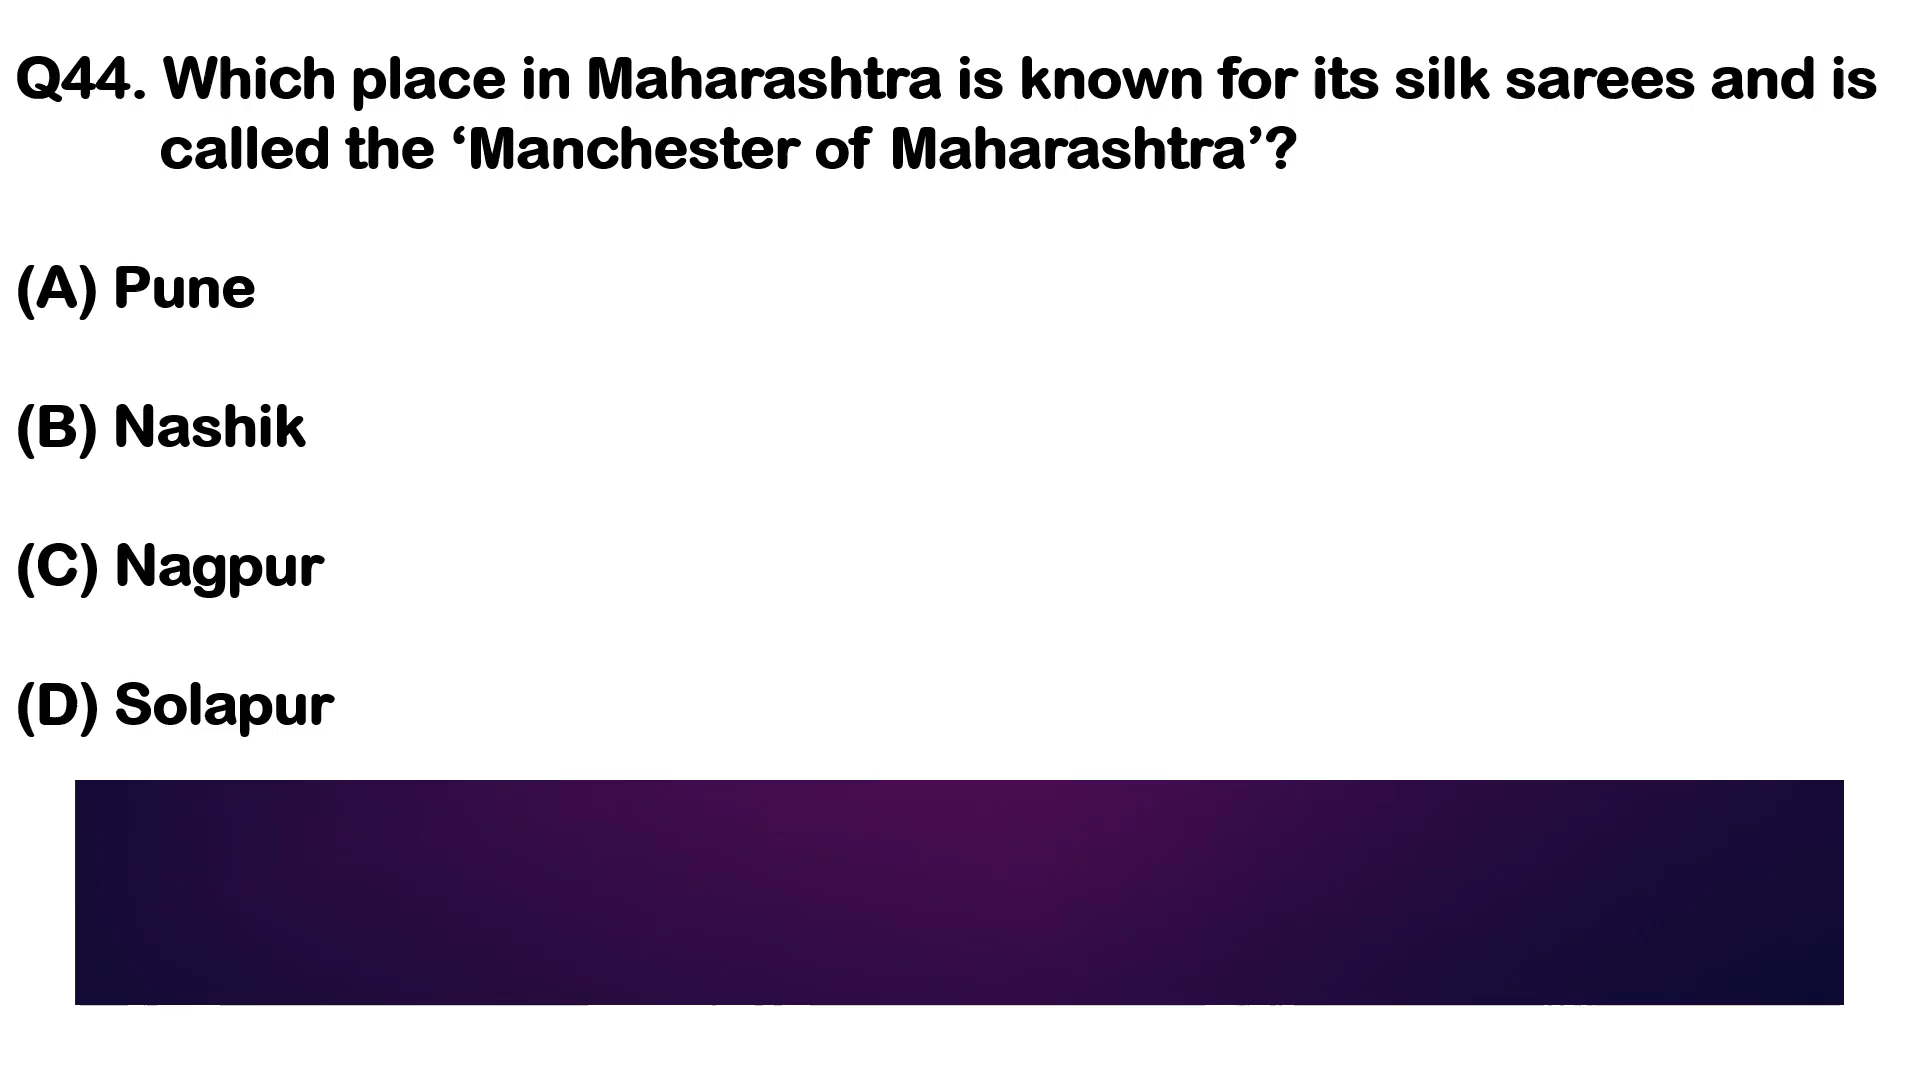 Q44. Which place in Maharashtra is known for its silk sarees and is
called the ‘Manchester of Maharashtra’?
(A) Pune
(B) Nashik
(C) Nagpur
(D) Solapur